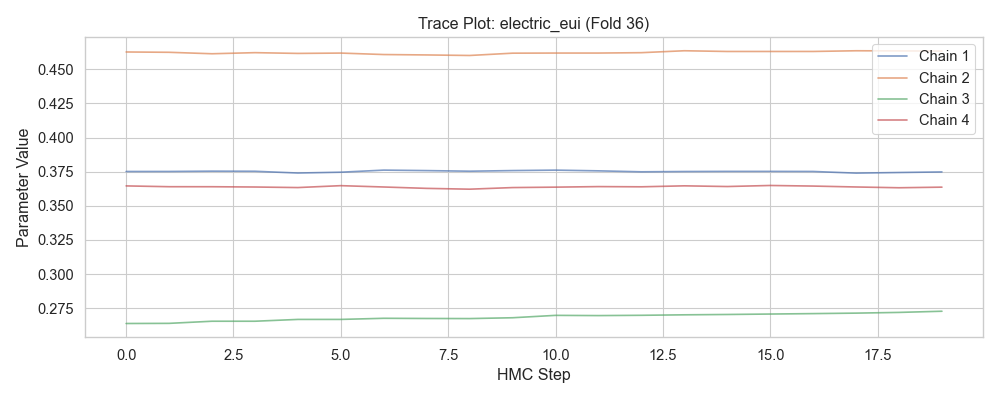 Trace Plot: electric_eui (Fold 36)
Parameter Value
0.450
0.425
0.400
0.375
0.350
0.325
0.300
0.275
Chain 1
Chain 2
Chain 3
Chain 4
0.0 2.5 5.0 7.5 10.0 12.5 15.0 17.5
HMC Step